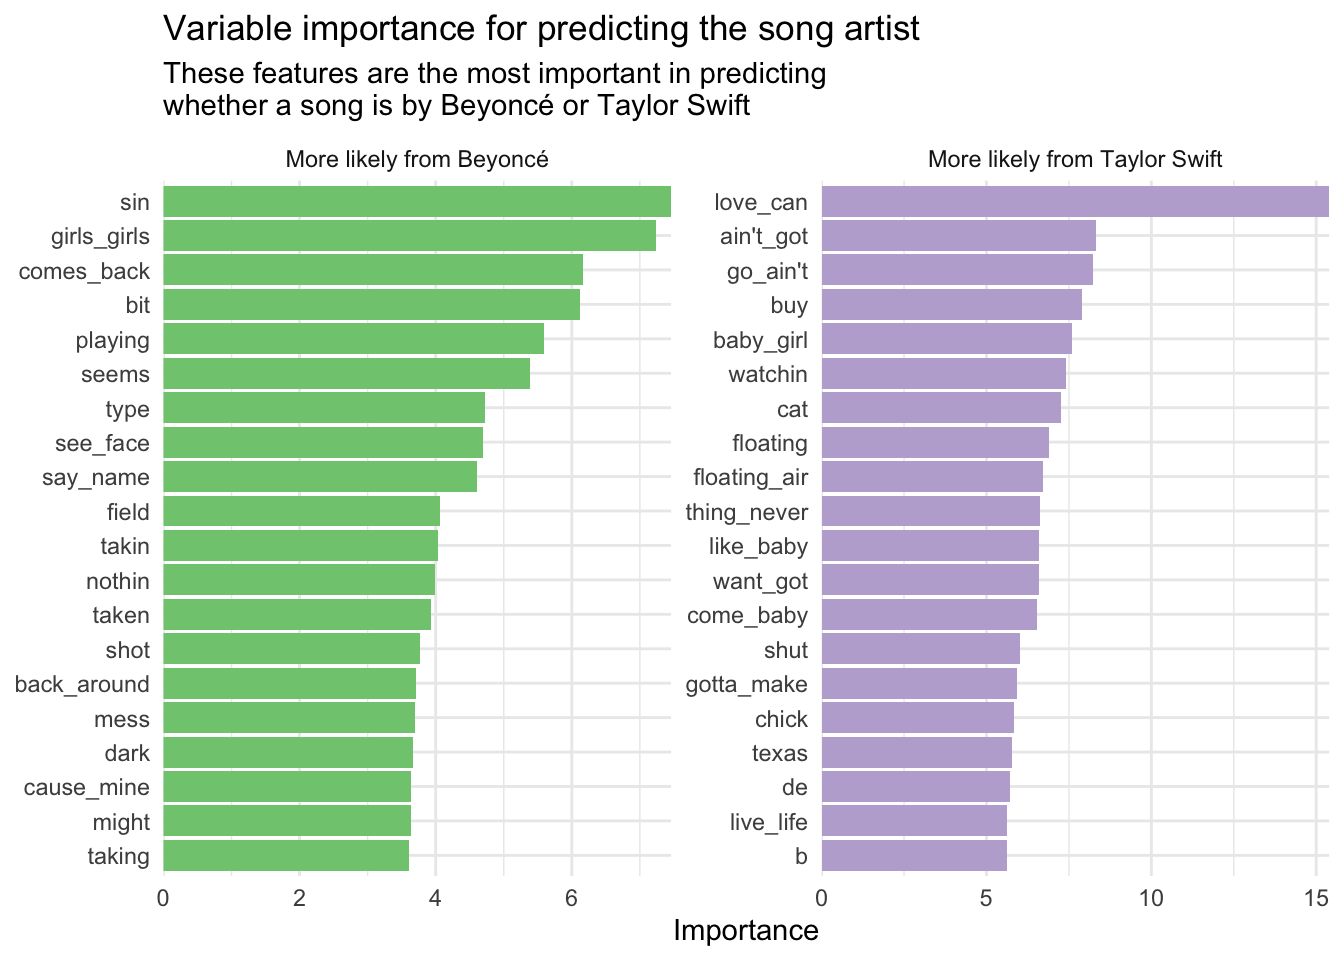 Variable importance for predicting the song artist
These features are the most important in predicting
whether a song is by Beyoncé or Taylor Swift
More likely from Beyoncé
sin
girls_girls
comes_back
bit
playing
seems
type
see_face
say_name
field
takin
nothin
taken
shot
back_around
mess
dark
cause_mine
might
taking
0 2 4 6
More likely from Taylor Swift
love_can
ain't_got
go_ain't
buy
baby_girl
watchin
cat
floating
floating_air
thing_never
like_baby
want_got
come_baby
shut
gotta_make
chick
texas
de
live_life
b
0 5 10 15
Importance